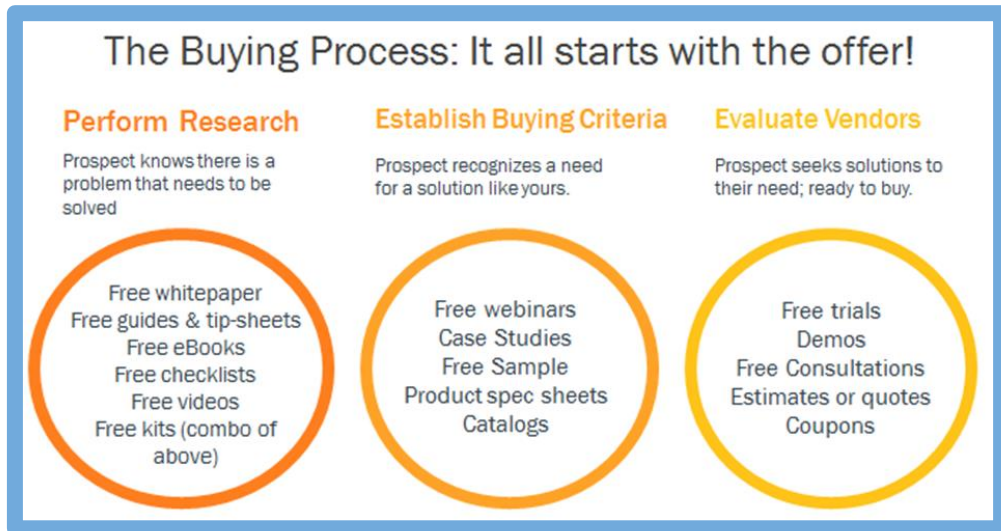 The Buying Process: It all starts with the offer!
Perform Research
Prospect knows there is a
problem that needs to be
solved
Free whitepaper
Free guides & tip-sheets
Free eBooks
Free checklists
Free videos
Free kits (combo of
above)
Establish Buying Criteria
Prospect recognizes a need
for a solution like yours.
Free webinars
Case Studies
Free Sample
Product spec sheets
Catalogs
Evaluate Vendors
Prospect seeks solutions to
their need; ready to buy.
Free trials
Demos
Free Consultations
Estimates or quotes
Coupons